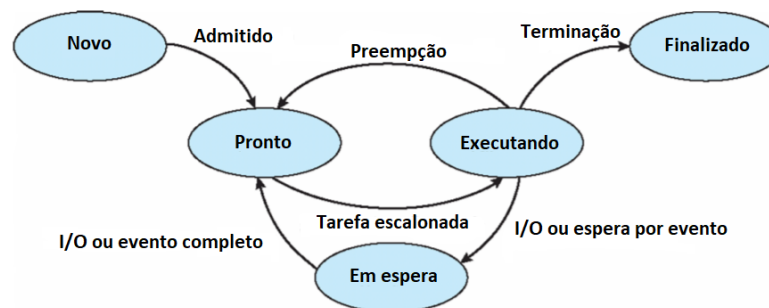 Novo
Admitido
Preempção
Terminação
Finalizado
Pronto
Executando
Tarefa escalonada
I/O ou evento completo
I/O ou espera por evento
Em espera